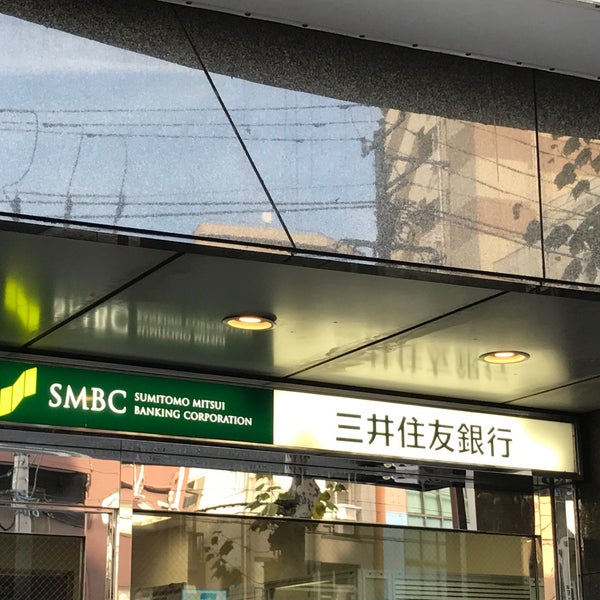 SMBC
SUMITOMO MITSUI
BANKING CORPORATION
三井住友銀行